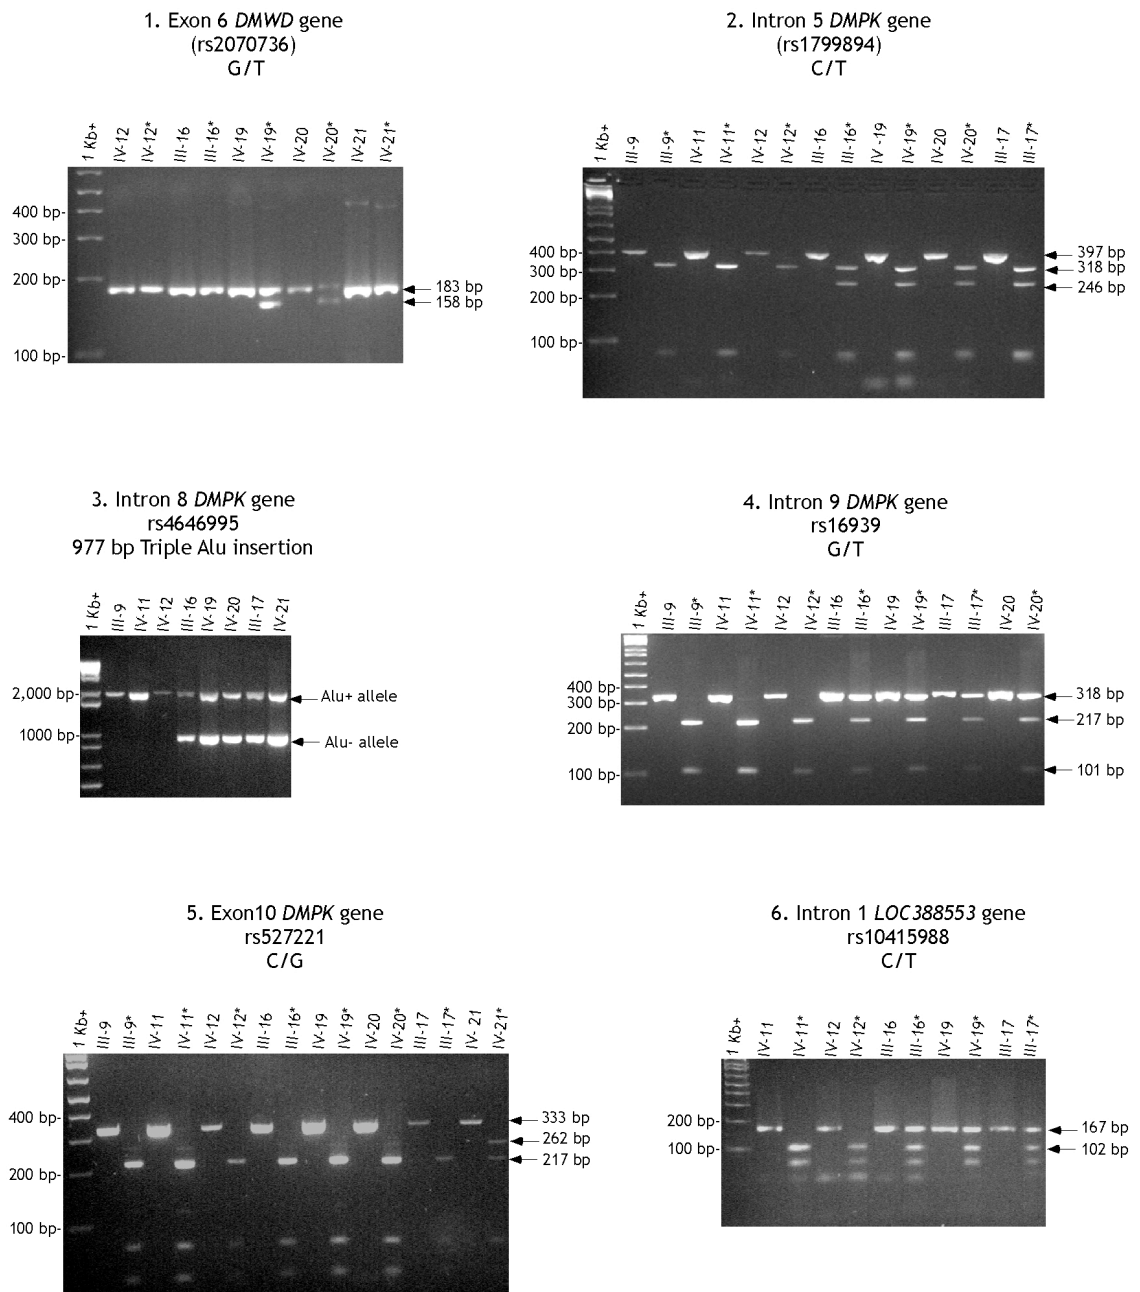 1. Exon 6 DMWD gene
(rs2070736)
G/T
1 Kb+ IV-12 IV-12* III-16 III-16* IV-19 IV-19* IV-20 IV-20* IV-21 IV-21*
400 bp-
300 bp-
200 bp-
100 bp-
183 bp
158 bp
2. Intron 5 DMPK gene
(rs1799894)
C/T
1 Kb+ III-9 III-9* IV-11 IV-11* IV-12 IV-12* III-16 III-16* IV -19 IV-19* IV-20 IV-20* III-17 III-17*
400 bp-
300 bp-
200 bp-
100 bp-
397 bp
318 bp
246 bp
3. Intron 8 DMPK gene
rs4646995
977 bp Triple Alu insertion
1 Kb+ III-9 IV-11 IV-12 III-16 IV-19 IV-20 III-17 IV-21
2,000 bp-
1000 bp-
Alu+ allele
Alu- allele
4. Intron 9 DMPK gene
rs16939
G/T
1 Kb+ III-9 III-9* IV-11 IV-11* IV-12 IV-12* III-16 III-16* IV-19 IV-19* III-17 III-17* IV-20 IV-20*
400 bp-
300 bp-
200 bp-
100 bp-
318 bp
217 bp
101 bp
5. Exon10 DMPK gene
rs527221
C/G
1 Kb+ III-9 III-9* IV-11 IV-11* IV-12 IV-12* III-16 III-16* IV-19 IV-19* IV-20 IV-20* III-17 III-17* IV- 21 IV-21*
400 bp-
200 bp-
100 bp-
333 bp
262 bp
217 bp
6. Intron 1 LOC388553 gene
rs10415988
C/T
1 Kb+ IV-11 IV-11* IV-12 IV-12* III-16 III-16* IV-19 IV-19* III-17 III-17*
200 bp-
100 bp-
167 bp
102 bp